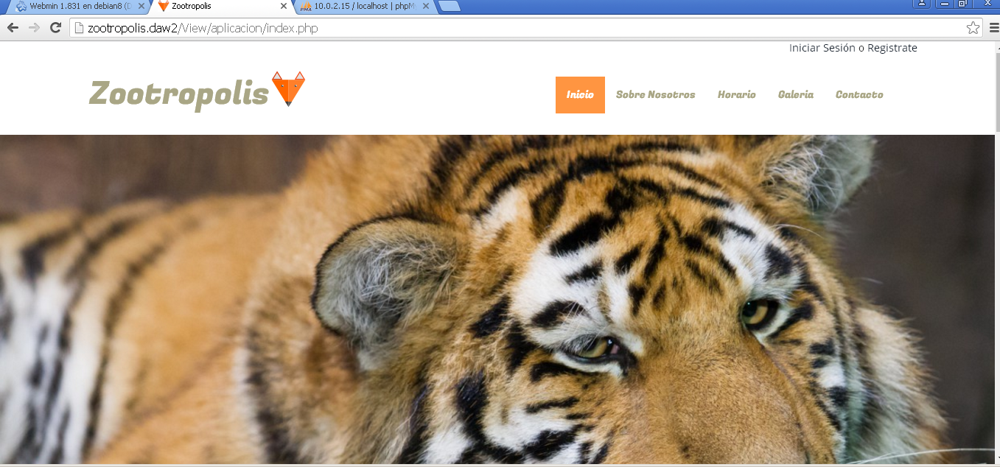 Webmin 1.831 en debian8 (D
Zootropolis
10.0.2.15 / localhost | phpM
zootropolis.daw2/View/aplicacion/index.php
Iniciar Sesión o Registrate
Zootropolis
Inicio
Sobre Nosotros
Horario
Galeria
Contacto